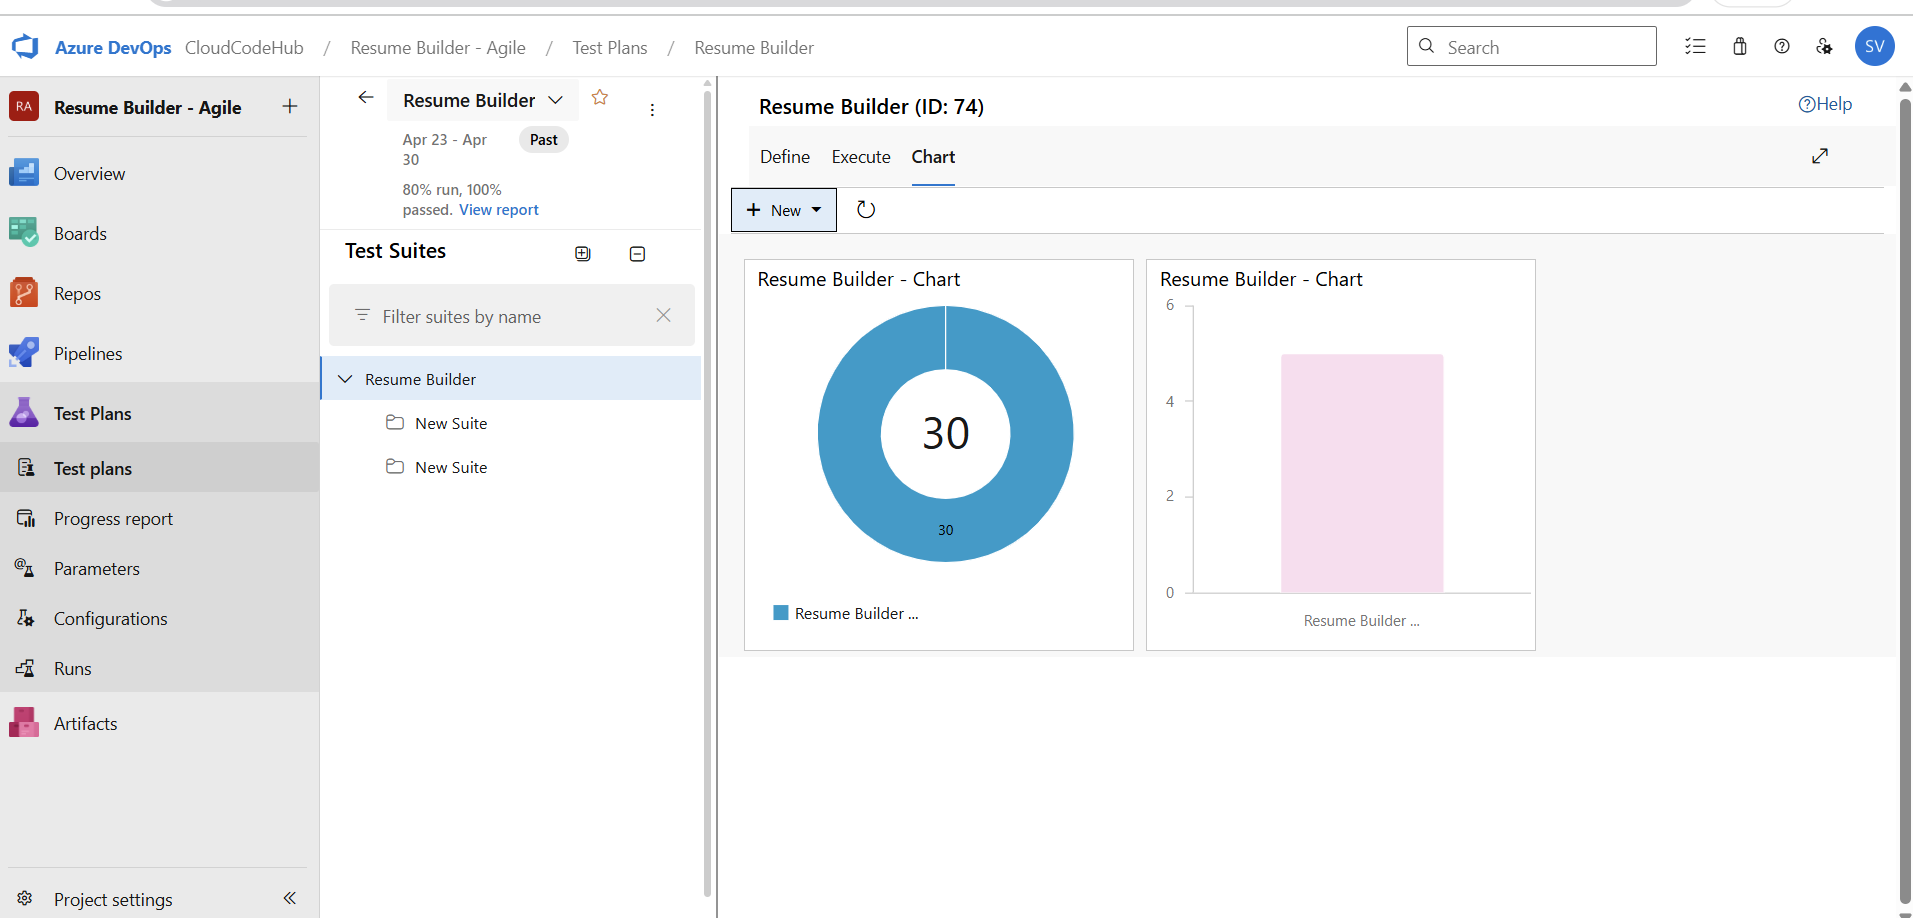 Azure DevOps CloudCodeHub / Resume Builder - Agile / Test Plans / Resume Builder
Search
SV
RA Resume Builder - Agile
Overview
Boards
Repos
Pipelines
Test Plans
Test plans
Progress report
Parameters
Configurations
Runs
Artifacts
Project settings
Resume Builder
Apr 23 - Apr
30
Past
80% run, 100%
passed. View report
Test Suites
Filter suites by name
Resume Builder
New Suite
New Suite
Resume Builder (ID: 74)
Help
Define Execute Chart
New
Resume Builder - Chart
30
30
Resume Builder ...
Resume Builder - Chart
6
4
2
0
Resume Builder ...